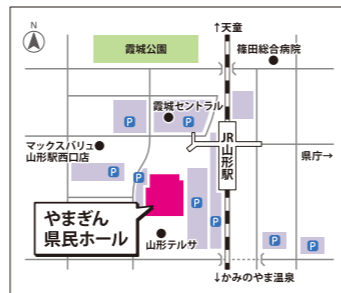 N
↑天童
霞城公園
篠田総合病院
霞城セントラル
P
P
P
マックスバリュ
山形駅西口店
JR山形駅
県庁→
P
P
P
やまぎん
県民ホール
山形テルサ
P
P
P
P
↓かみのやま温泉